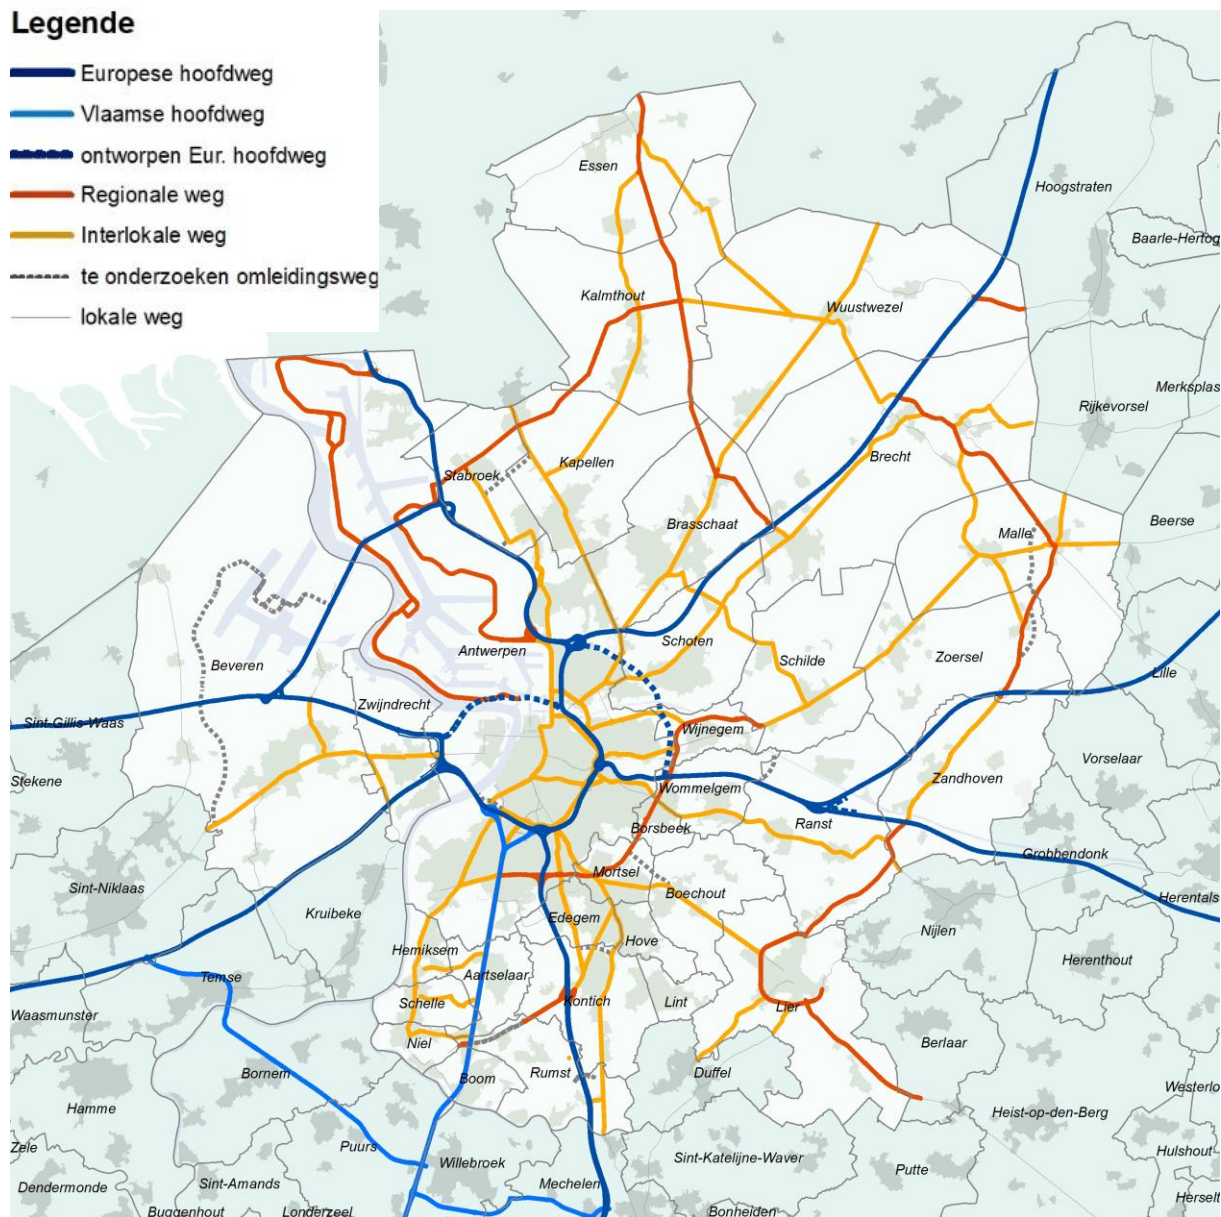 Legende
Europese hoofdweg
Vlaamse hoofdweg
ontworpen Eur. hoofdweg
Regionale weg
Interlokale weg
te onderzoeken omleidingsweg
lokale weg
Essen
Hoogstraten
Baarle-Hertog
Kalmthout
Wuustwezel
Merksplas
Rijkevorsel
Brecht
Kapellen
Stabroek
Brasschaat
Beerse
Malle
Schoten
Antwerpen
Schilde
Zoersel
Beveren
Lille
Zwijndrecht
Sint-Gillis-Waas
Wijnegem
Vorselaar
Stekene
Zandhoven
Wommelgem
Ranst
Borsbeek
Grobbendonk
Mortsel
Sint-Niklaas
Boechout
Herentals
Kruibeke
Edegem
Nijlen
Hove
Hemiksem
Herenthout
Aartselaar
Temse
Schelle
Kontich
Lint
Lier
Waasmunster
Niel
Berlaar
Bornem
Boom
Rumst
Duffel
Westerlo
Hamme
Heist-op-den-Berg
Zele
Puurs
Hulshout
Willebroek
Sint-Katelijne-Waver
Putte
Dendermonde
Sint-Amands
Mechelen
Herselt
Buggenhout
Londerzeel
Bonheiden